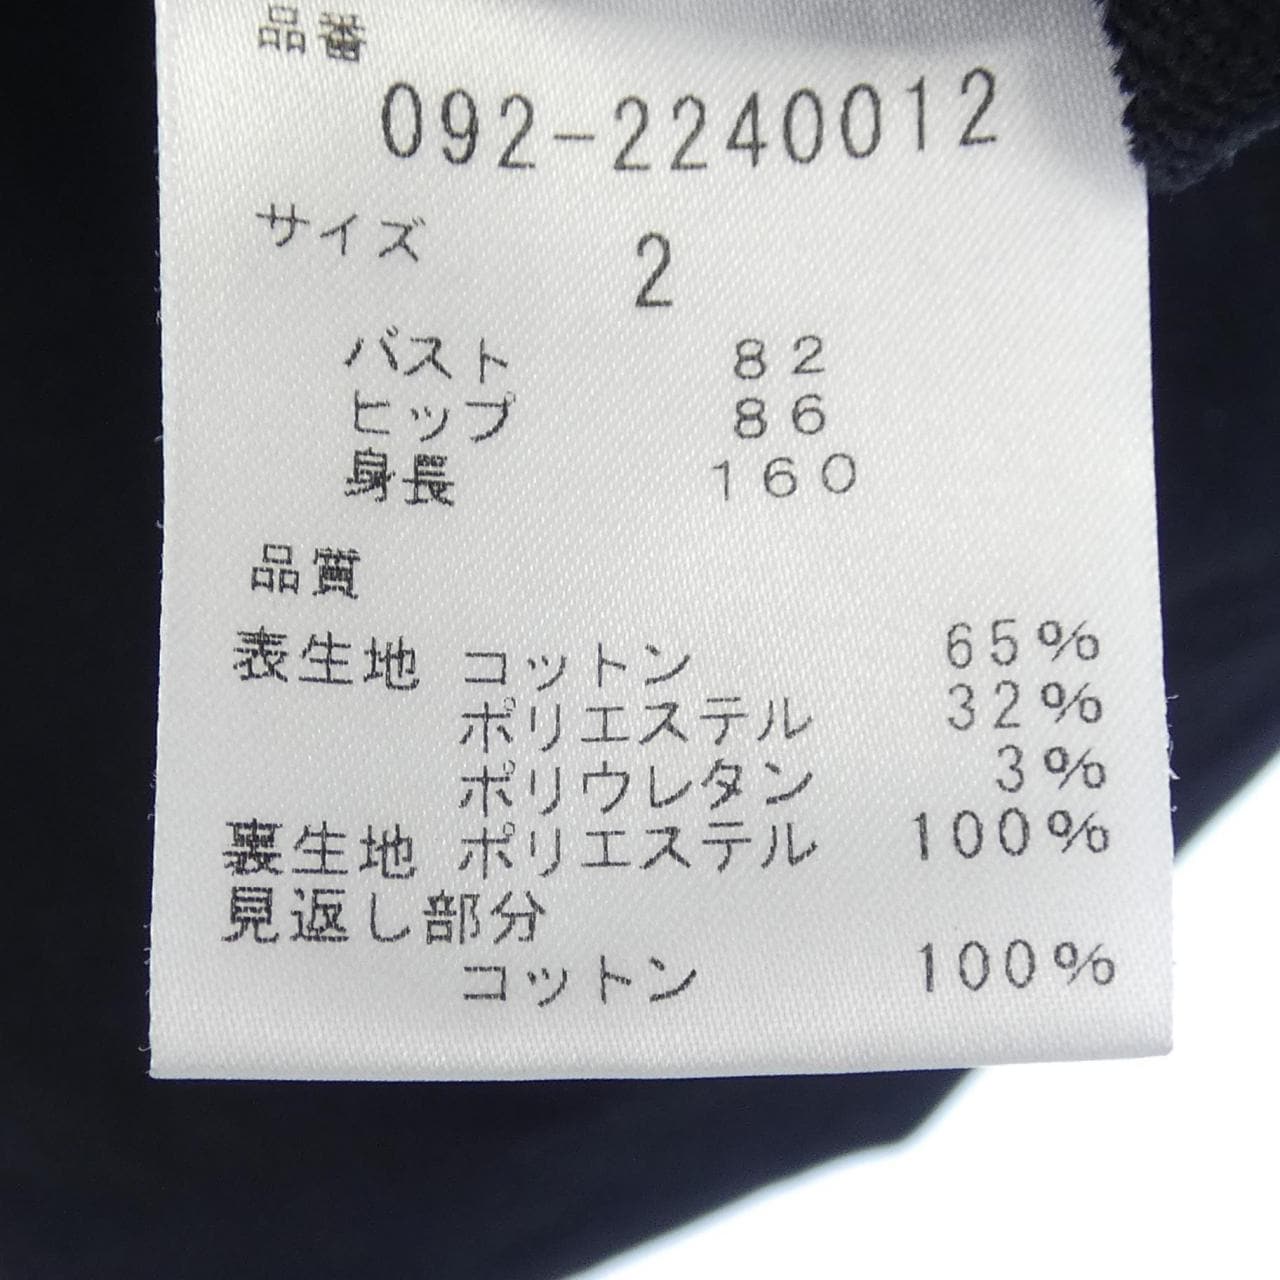 品番
092-2240012
サイズ 2
バスト 82
ヒップ 86
身長 160
品質
表生地 コットン 65%
ポリエステル 32%
ポリウレタン 3%
裏生地 ポリエステル 100%
見返し部分
コットン 100%